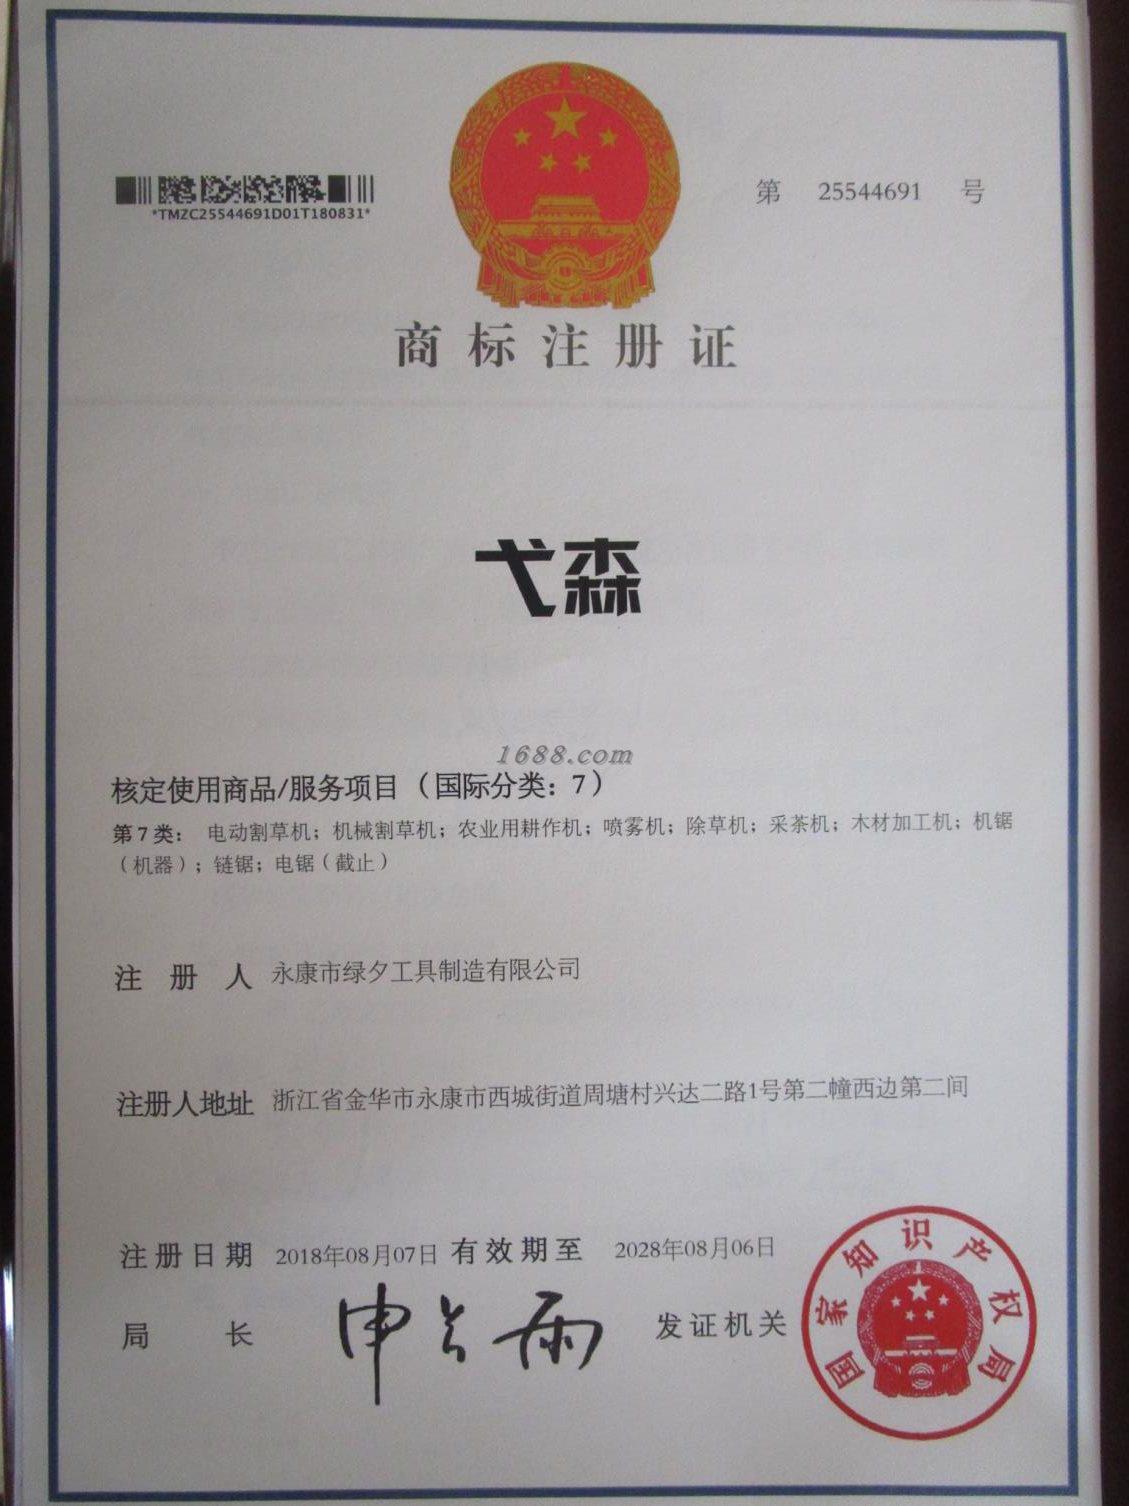 *TMZC25544691D01T180831*
第 25544691 号
商标注册证
弋森
1688.com
核定使用商品/服务项目（国际分类：7）
第7类： 电动割草机；机械割草机；农业用耕作机；喷雾机；除草机；采茶机；木材加工机；机锯
（机器）；链锯；电锯（截止）
注册人 永康市绿夕工具制造有限公司
注册人地址 浙江省金华市永康市西城街道周塘村兴达二路1号第二幢西边第二间
注册日期 2018年08月07日 有效期至 2028年08月06日
局长 申长雨 发证机关
国家知识产权局